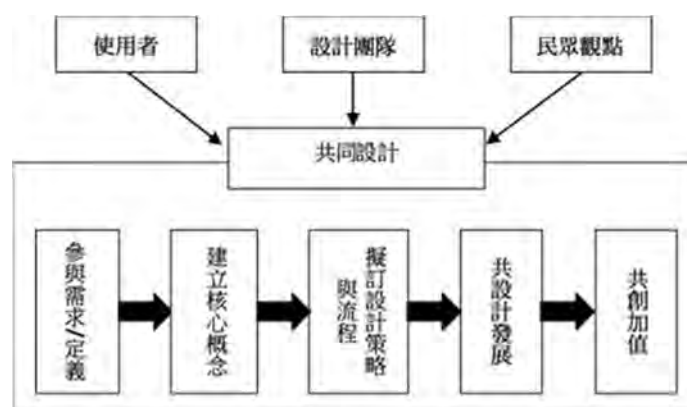 使用者
設計團隊
民眾觀點
共同設計
參與需求/定義
建立核心概念
擬訂設計策略
與流程
共設計發展
共創加值